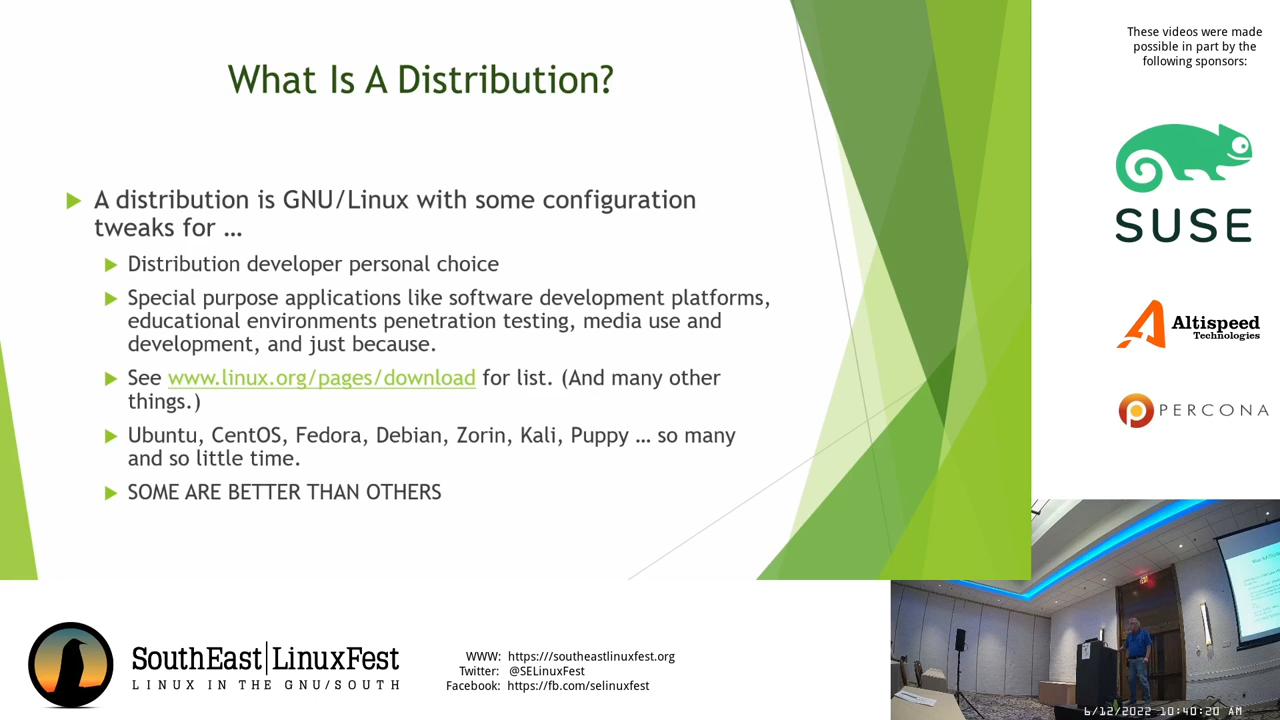 What Is A Distribution?
A distribution is GNU/Linux with some configuration
tweaks for …
Distribution developer personal choice
Special purpose applications like software development platforms,
educational environments penetration testing, media use and
development, and just because.
See www.linux.org/pages/download for list. (And many other
things.)
Ubuntu, CentOS, Fedora, Debian, Zorin, Kali, Puppy … so many
and so little time.
SOME ARE BETTER THAN OTHERS
These videos were made
possible in part by the
following sponsors:
SUSE
Altispeed
Technologies
PERCONA
SouthEast LinuxFest
LINUX IN THE GNU/SOUTH
WWW: https:///southeastlinuxfest.org
Twitter: @SELinuxFest
Facebook: https://fb.com/selinuxfest
6/12/2022 10:40:20 AM